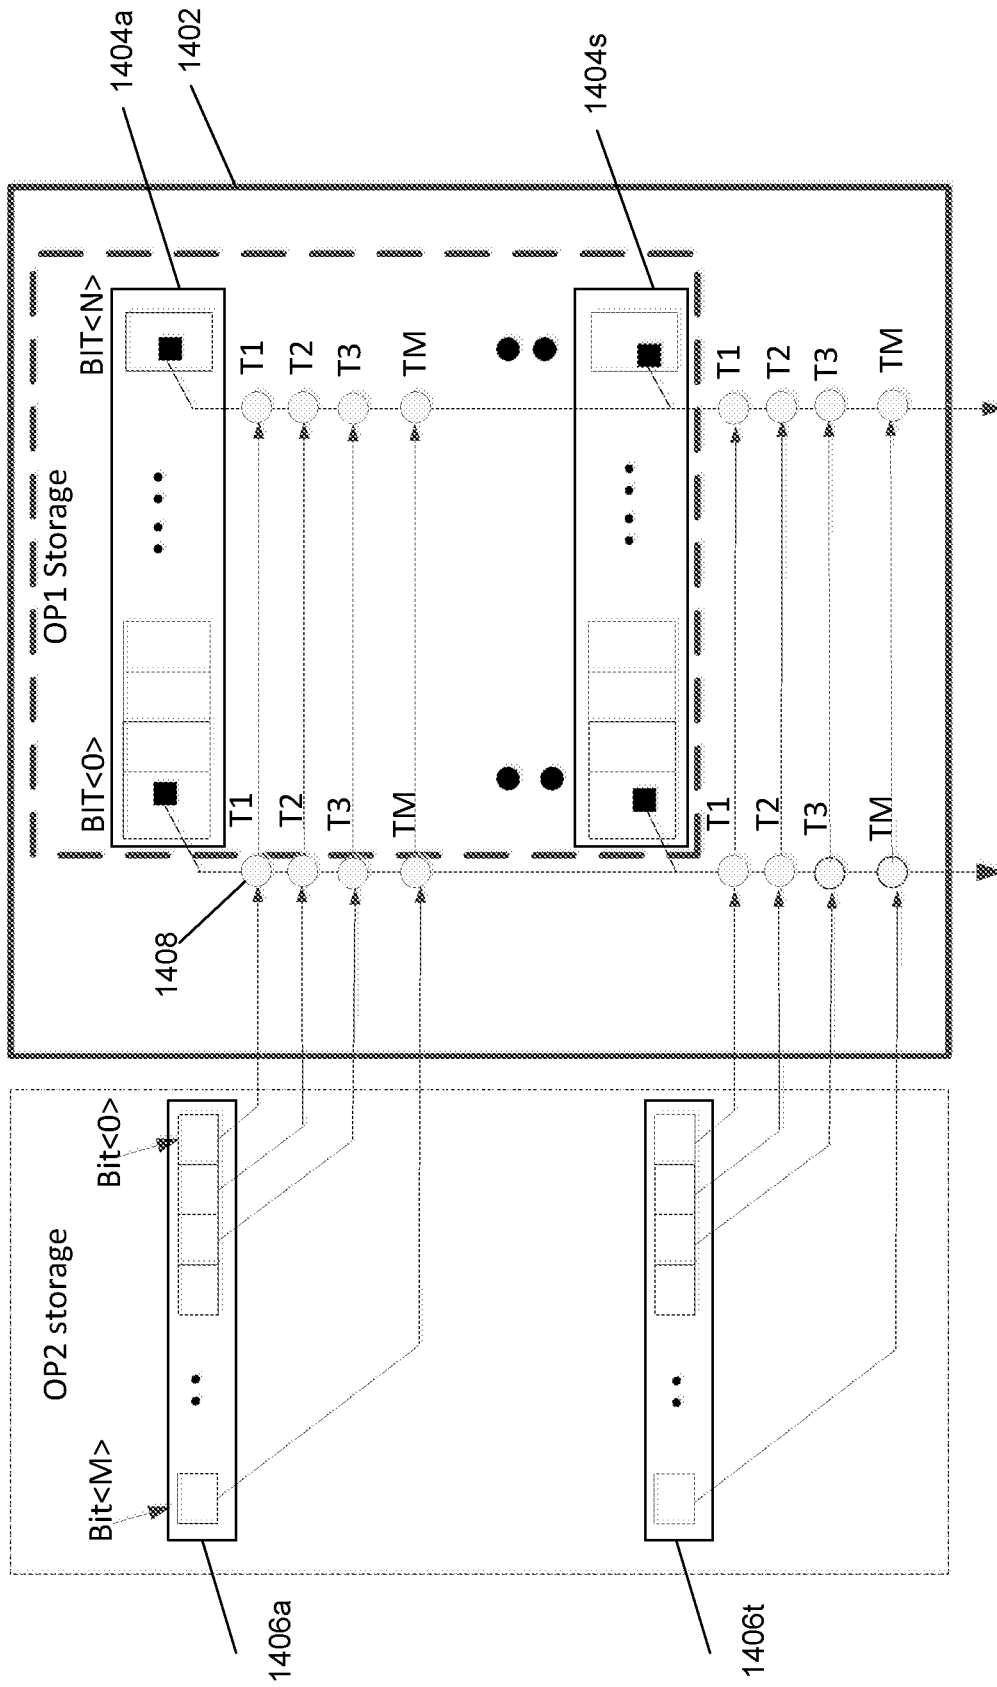 OP2 storage
OP1 Storage
Bit<M>
Bit<0>
BIT<0>
BIT<N>
1404a
1408
1402
T1
T1
1406a
T2
T2
T3
T3
TM
TM
1404s
T1
T1
1406t
T2
T2
T3
T3
TM
TM